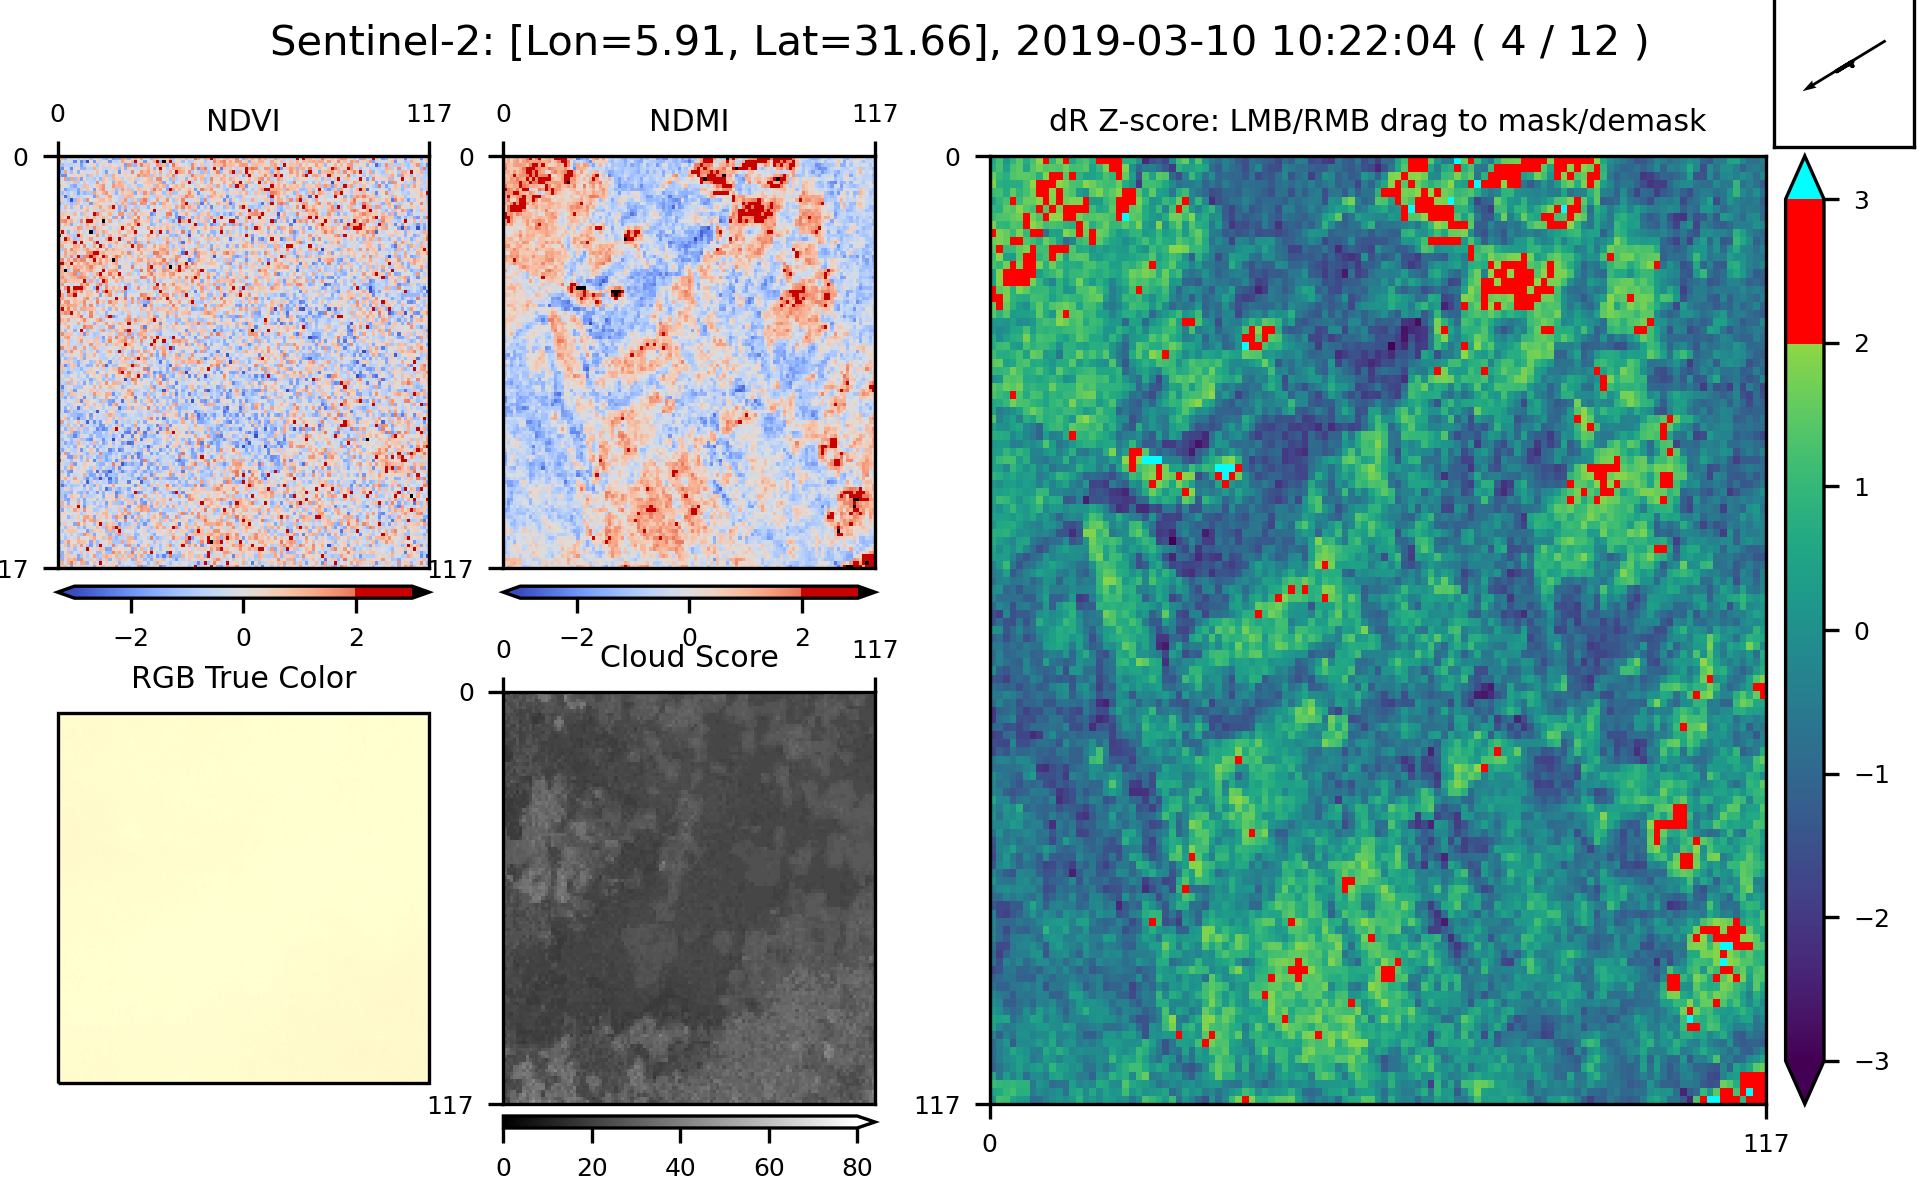 Sentinel-2: [Lon=5.91, Lat=31.66], 2019-03-10 10:22:04 ( 4 / 12 )
0 117 0 117
NDVI NDMI dR Z-score: LMB/RMB drag to mask/demask
0 0 0
3
2
1
0
−1
−2
−3
17 117
−2 0 2 −2 0 2
0 117
RGB True Color Cloud Score
0
117 117
0 20 40 60 80
0 117